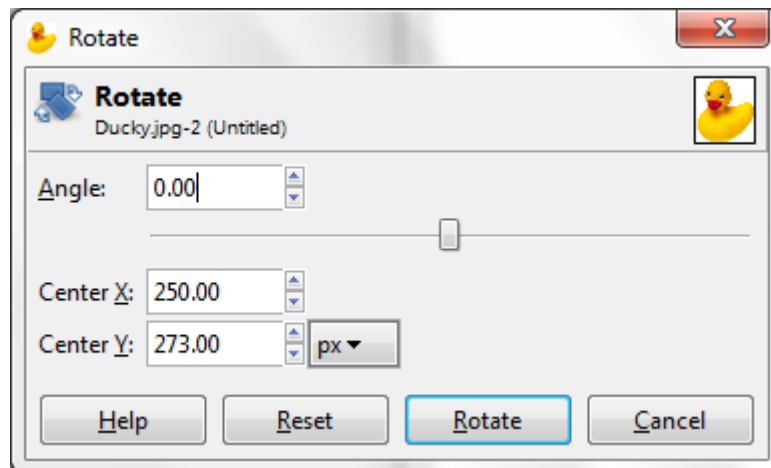 Rotate
Rotate
Ducky.jpg-2 (Untitled)
Angle: 0.00
Center X: 250.00
Center Y: 273.00 px
Help Reset Rotate Cancel